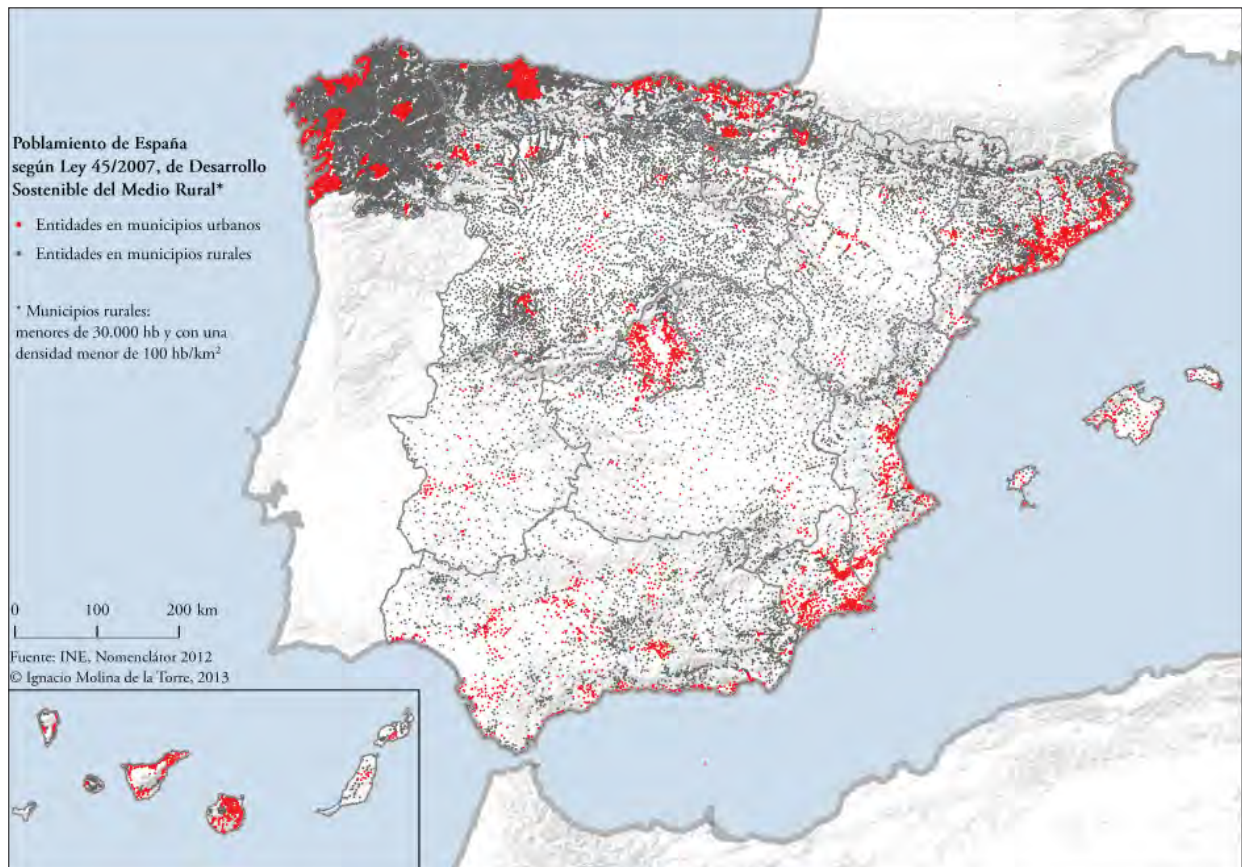 Poblamiento de España
según Ley 45/2007, de Desarrollo
Sostenible del Medio Rural*
Entidades en municipios urbanos
Entidades en municipios rurales
* Municipios rurales:
menores de 30.000 hb y con una
densidad menor de 100 hb/km²
0 100 200 km
Fuente: INE, Nomenclátor 2012
© Ignacio Molina de la Torre, 2013